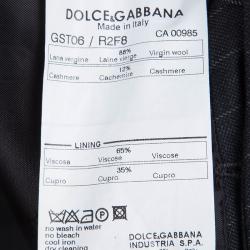 DOLCE&GABBANA
Made in Italy
GST06 / R2F8 CA 00985
88%
Lana vergine Laine vierge Virgin wool
12%
Cashmere Cachemire Cashmere
LINING
65%
Viscosa Viscose Viscose
35%
Cupro Cupro Cupro
no wash in water
no bleach
cool iron
dry cleaning
DOLCE&GABBANA
INDUSTRIA S.P.A.